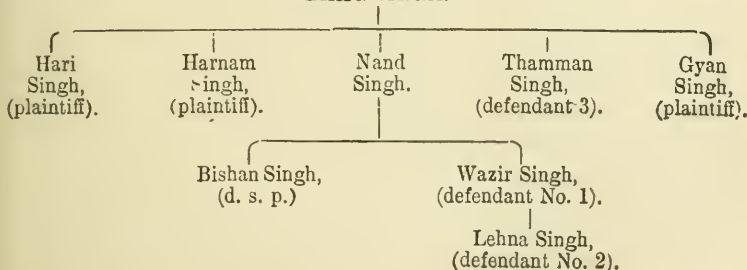 Hari Harnam Nand Thamman Gyan
Singh, Singh, Singh. Singh, Singh,
(plaintiff). (plaintiff). (defendant 3). (plaintiff).
Bishan Singh, Wazir Singh,
(d. s. p.) (defendant No. 1).
Lehna Singh,
(defendant No. 2).